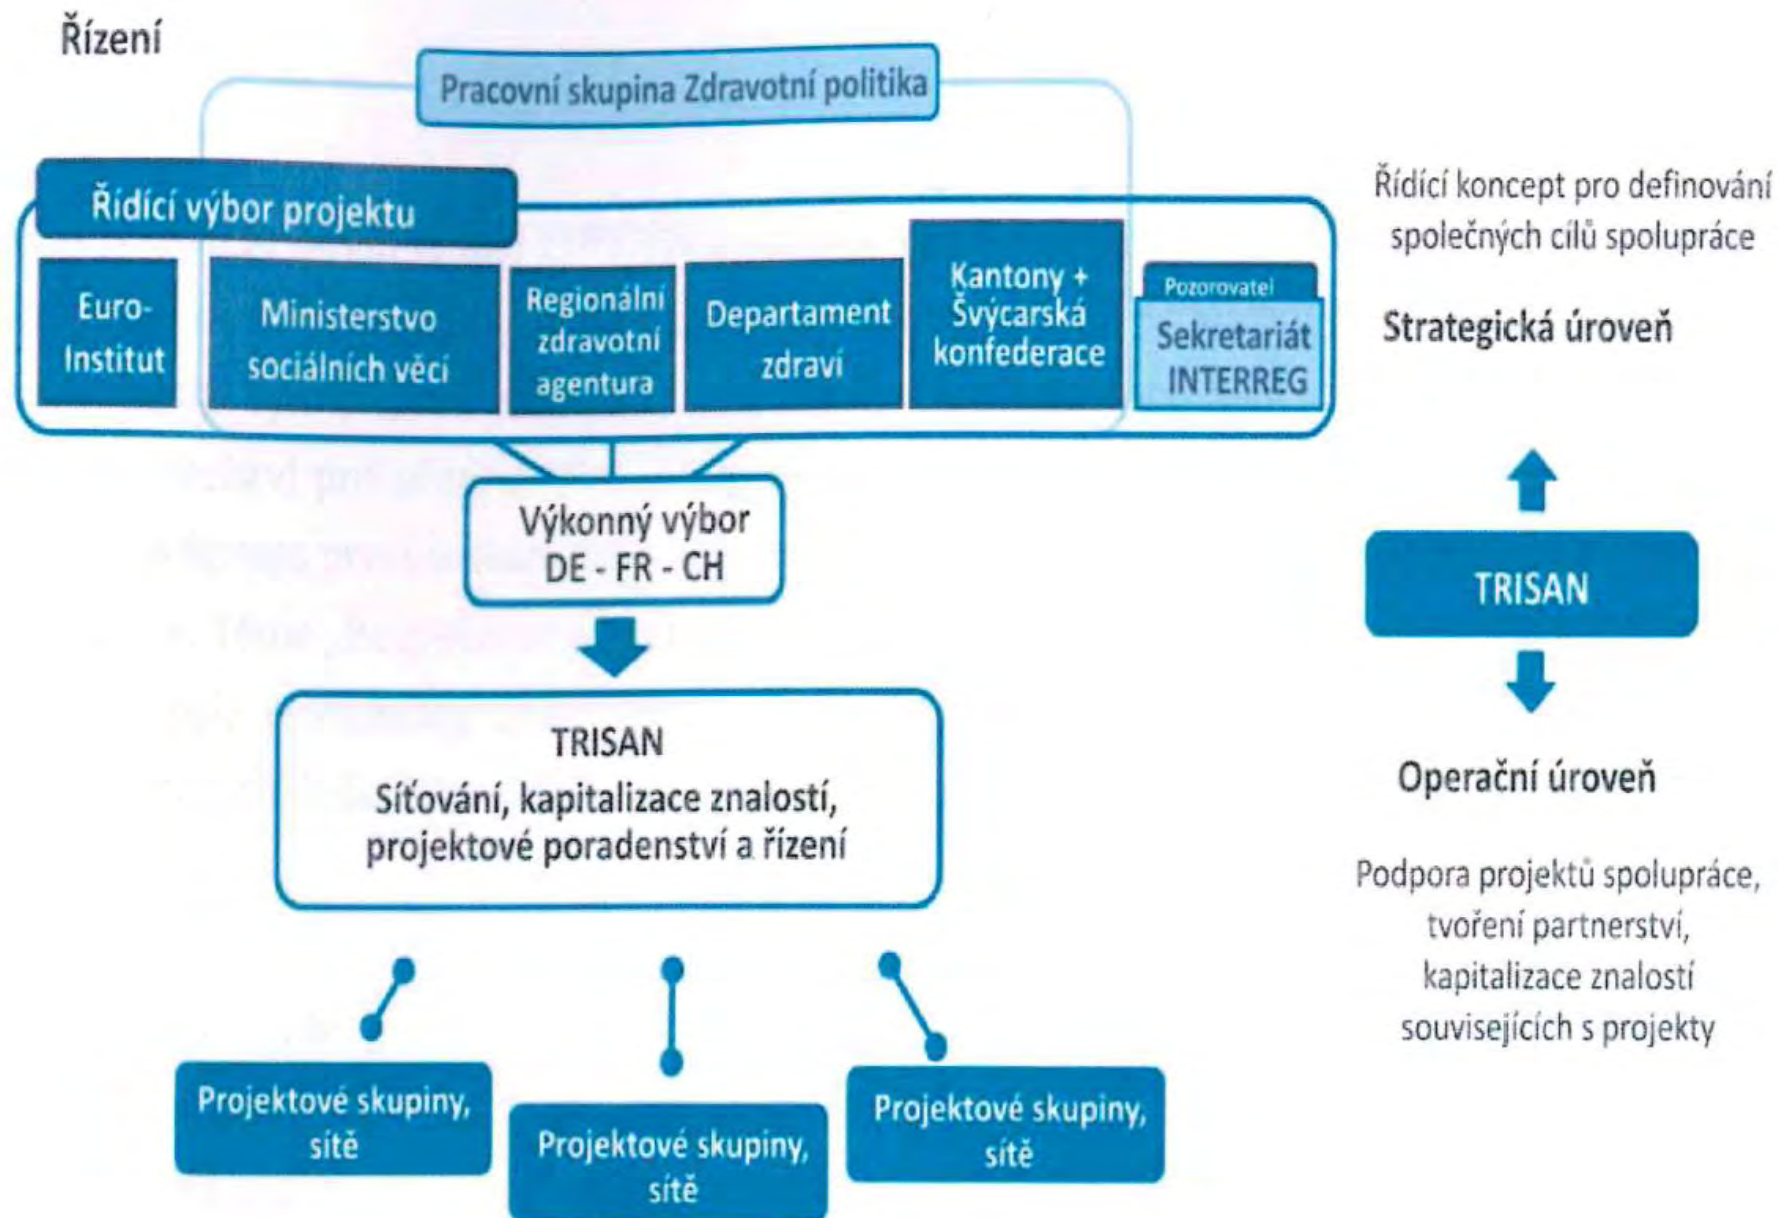 Řízení
Pracovní skupina Zdravotní politika
Řídící výbor projektu
Euro-
Institut
Ministerstvo
sociálních věcí
Regionální
zdravotní
agentura
Departament
zdraví
Kantony +
Švýcarská
konfederace
Pozorovatel
Sekretariát
INTERREG
Výkonný výbor
DE - FR - CH
TRISAN
Síťování, kapitalizace znalostí,
projektové poradenství a řízení
Projektové skupiny,
sítě
Projektové skupiny,
sítě
Projektové skupiny,
sítě
Řídící koncept pro definování
společných cílů spolupráce
Strategická úroveň
TRISAN
Operační úroveň
Podpora projektů spolupráce,
tvoření partnerství,
kapitalizace znalostí
souvisejících s projekty